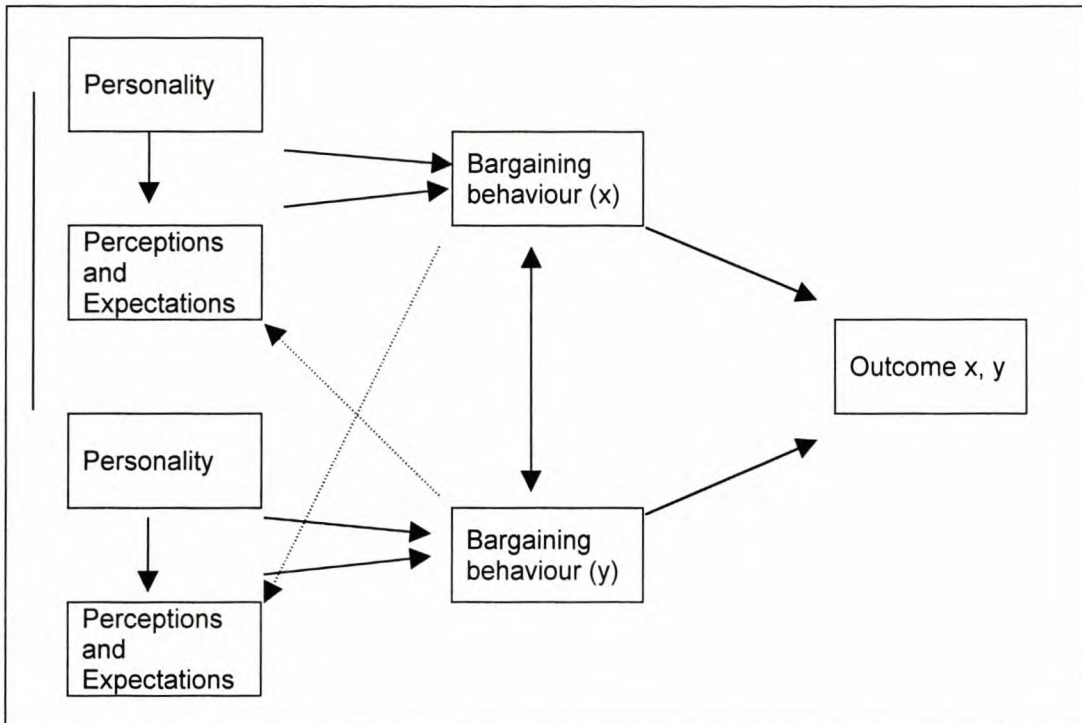 Personality
Perceptions
and
Expectations
Bargaining
behaviour (x)
Outcome x, y
Personality
Perceptions
and
Expectations
Bargaining
behaviour (y)